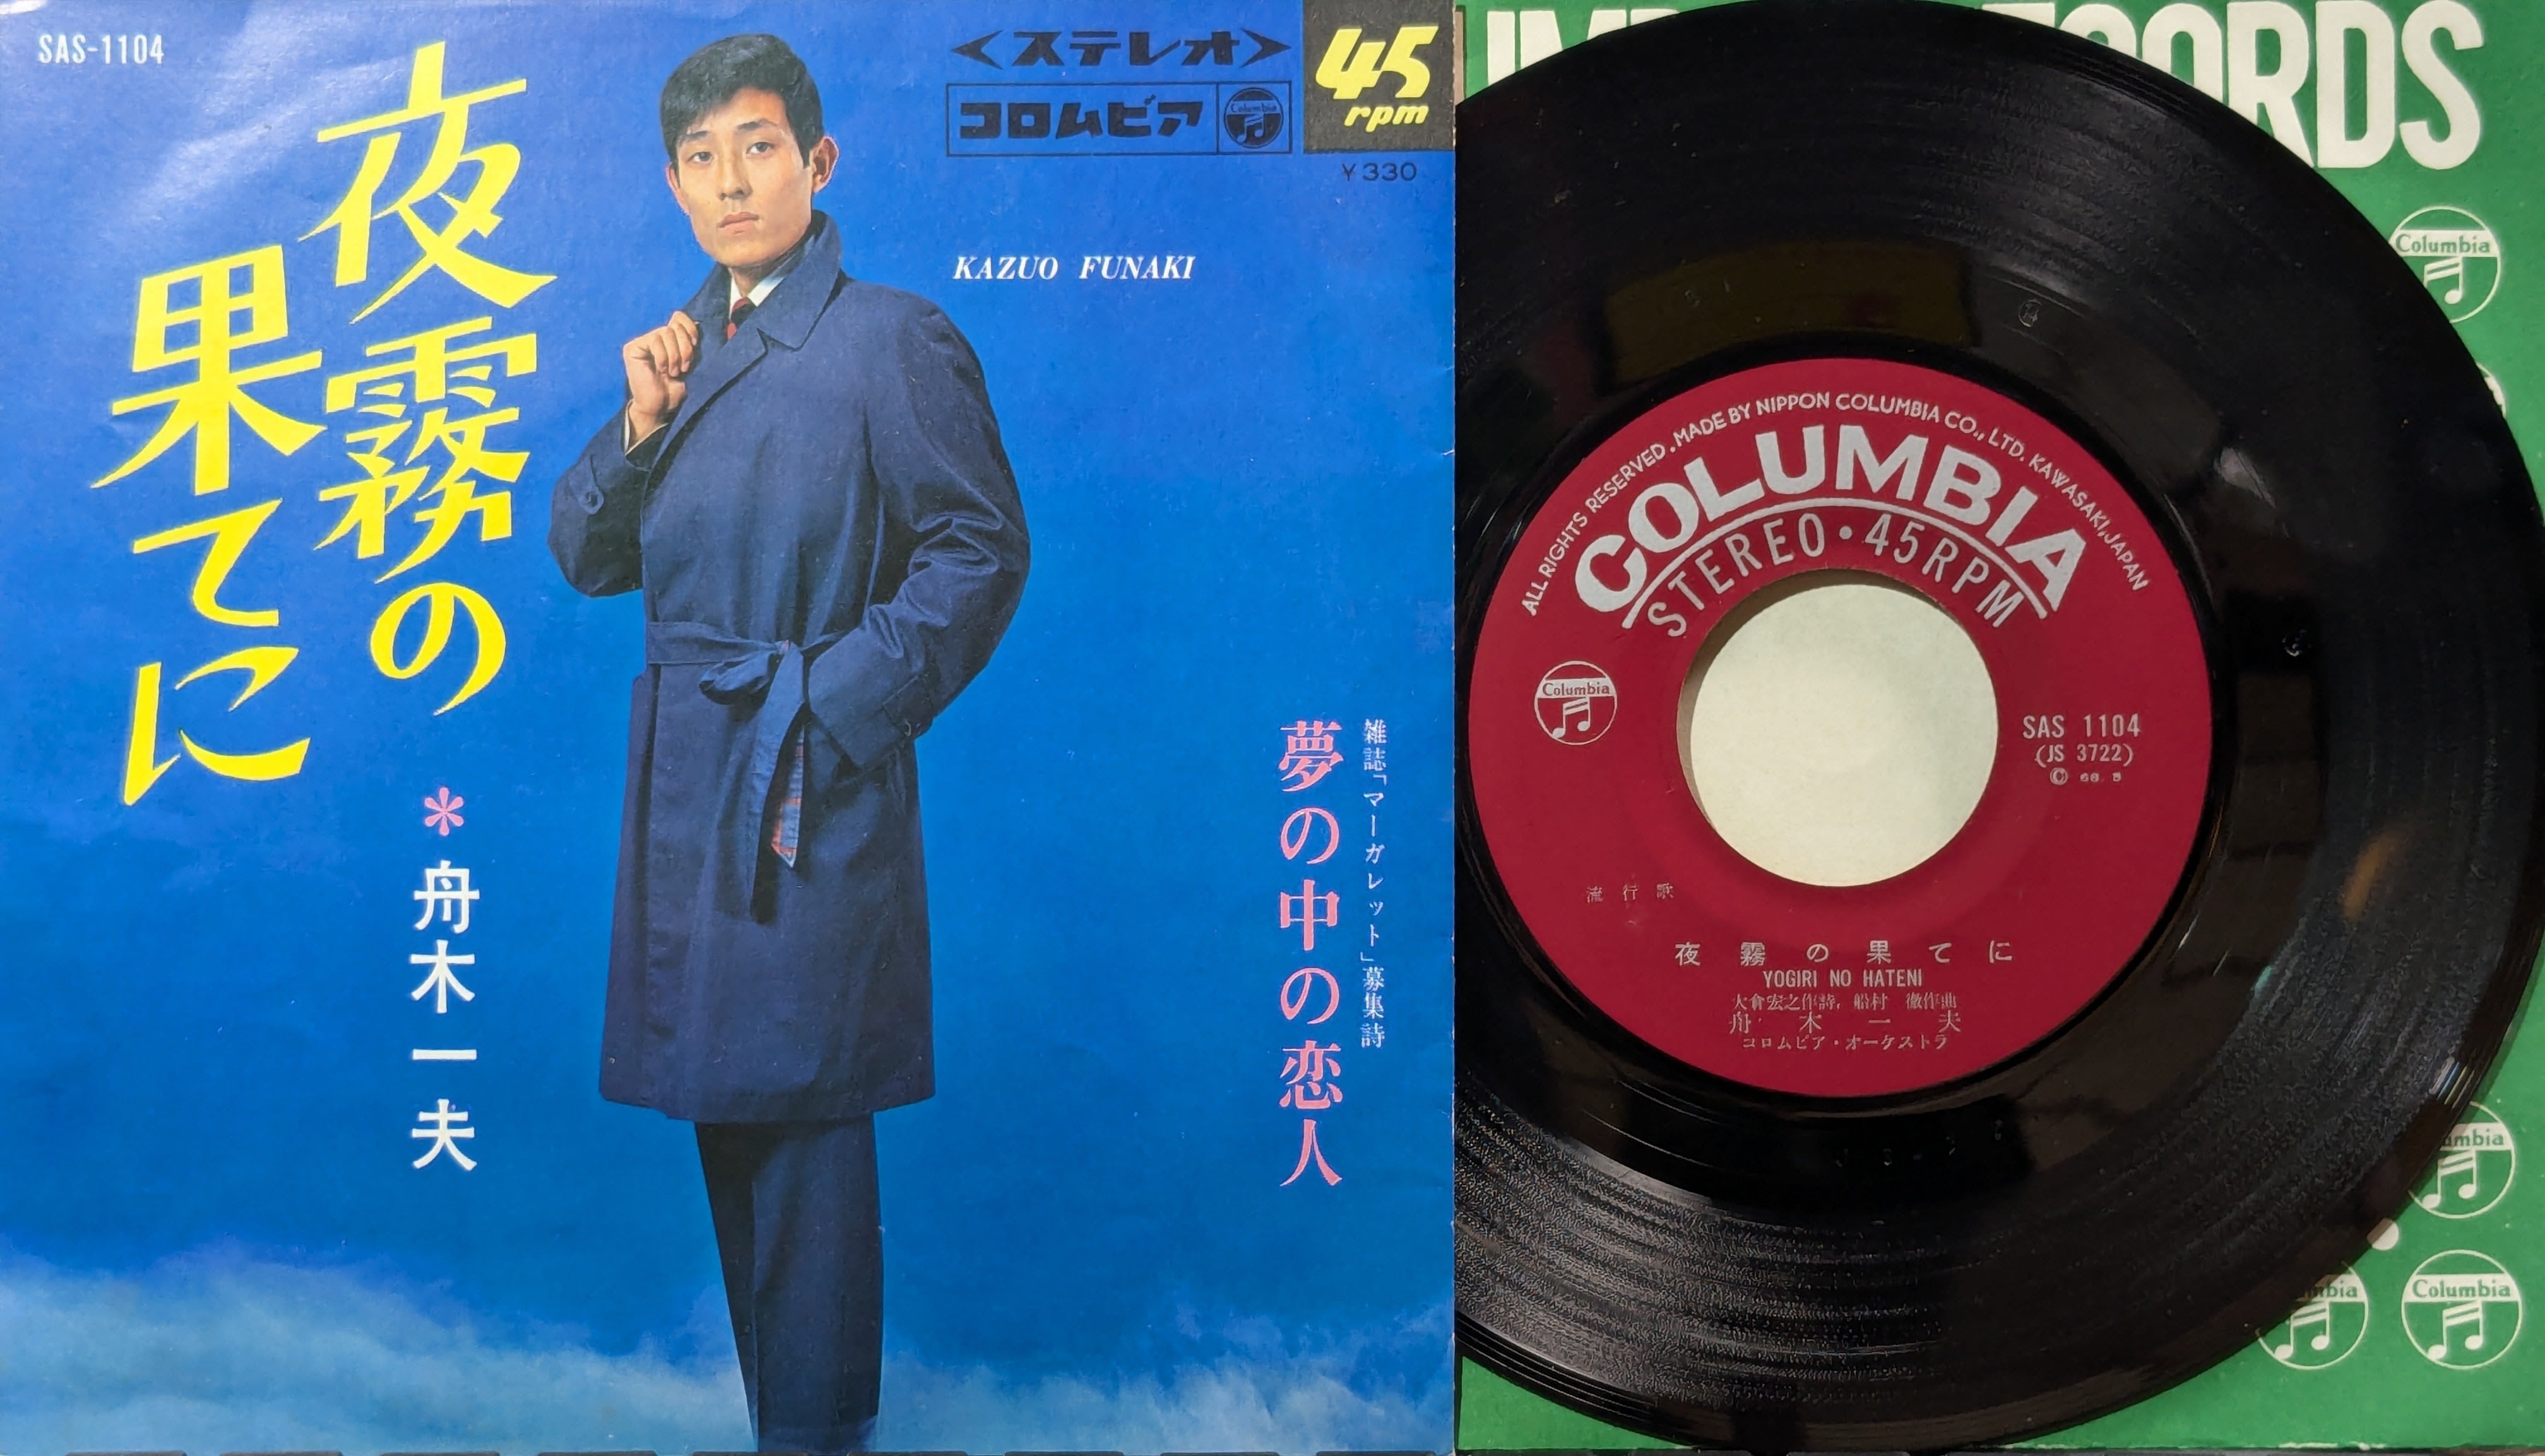 SAS-1104
夜霧の
果てに
*舟木一夫
<ステレオ>
コロムビア
Columbia
45
rpm
￥330
KAZUO FUNAKI
雑誌「マーガレット」募集詩
夢の中の恋人
ORDS
Columbia
ALL RIGHTS RESERVED. MADE BY NIPPON COLUMBIA CO., LTD. KAWASAKI, JAPAN
COLUMBIA
STEREO・45RPM
Columbia
SAS 1104
(JS 3722)
Ⓒ 68. 5
流行歌
夜霧の果てに
YOGIRI NO HATENI
大倉宏之作詩, 船村 徹作曲
舟木一夫
コロムビア・オーケストラ
Columbia